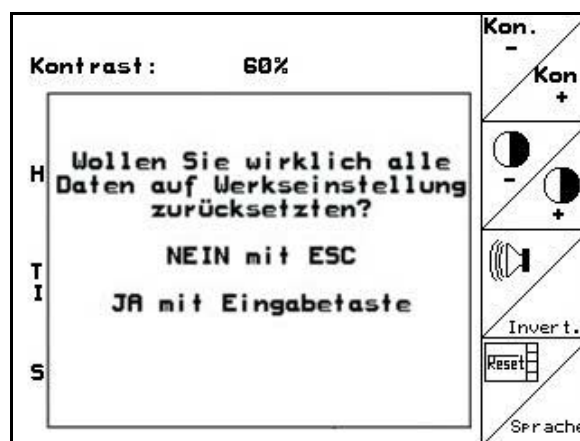 Kontrast: 60%
H
T
I
S
Wollen Sie wirklich alle
Daten auf Werkseinstellung
zurücksetzten?
NEIN mit ESC
JA mit Eingabetaste
Kon.
-
Kon
+
-
+
Invert.
Reset
Sprache